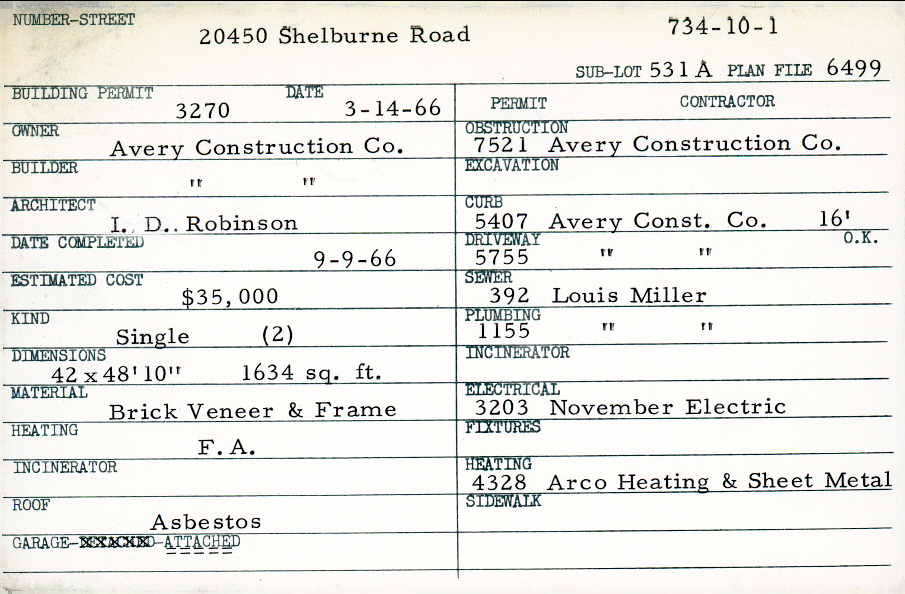 NUMBER-STREET
20450 Shelburne Road 734-10-1
SUB-LOT 531 A PLAN FILE 6499
BUILDING PERMIT DATE
3270 3-14-66
OWNER
Avery Construction Co.
BUILDER
" "
ARCHITECT
I. D. Robinson
DATE COMPLETED
9-9-66
ESTIMATED COST
$35,000
KIND
Single (2)
DIMENSIONS
42 x 48' 10" 1634 sq. ft.
MATERIAL
Brick Veneer & Frame
HEATING
F. A.
INCINERATOR
ROOF
Asbestos
GARAGE-DETACHED-ATTACHED
PERMIT CONTRACTOR
OBSTRUCTION
7521 Avery Construction Co.
EXCAVATION
CURB
5407 Avery Const. Co. 16'
DRIVEWAY O.K.
5755 " "
SEWER
392 Louis Miller
PLUMBING
1155 " "
INCINERATOR
ELECTRICAL
3203 November Electric
FIXTURES
HEATING
4328 Arco Heating & Sheet Metal
SIDEWALK